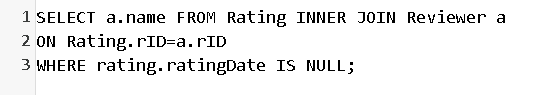 1 SELECT a.name FROM Rating INNER JOIN Reviewer a
2 ON Rating.rID=a.rID
3 WHERE rating.ratingDate IS NULL;